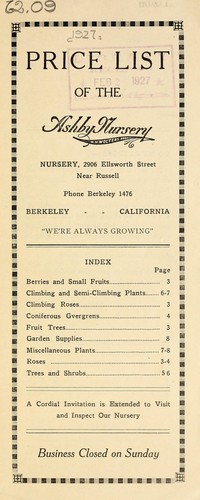 62.09
1927.
PRICE LIST
OF THE
Ashby Nursery
NURSERY, 2906 Ellsworth Street
Near Russell
Phone Berkeley 1476
BERKELEY - - CALIFORNIA
"WE'RE ALWAYS GROWING"
INDEX
Page
Berries and Small Fruits 3
Climbing and Semi-Climbing Plants 6-7
Climbing Roses 3
Coniferous Gvergrens 4
Fruit Trees 3
Garden Supplies 8
Miscellaneous Plants 7-8
Roses 3-4
Trees and Shrubs 5 6
A Cordial Invitation is Extended to Visit
and Inspect Our Nursery
Business Closed on Sunday